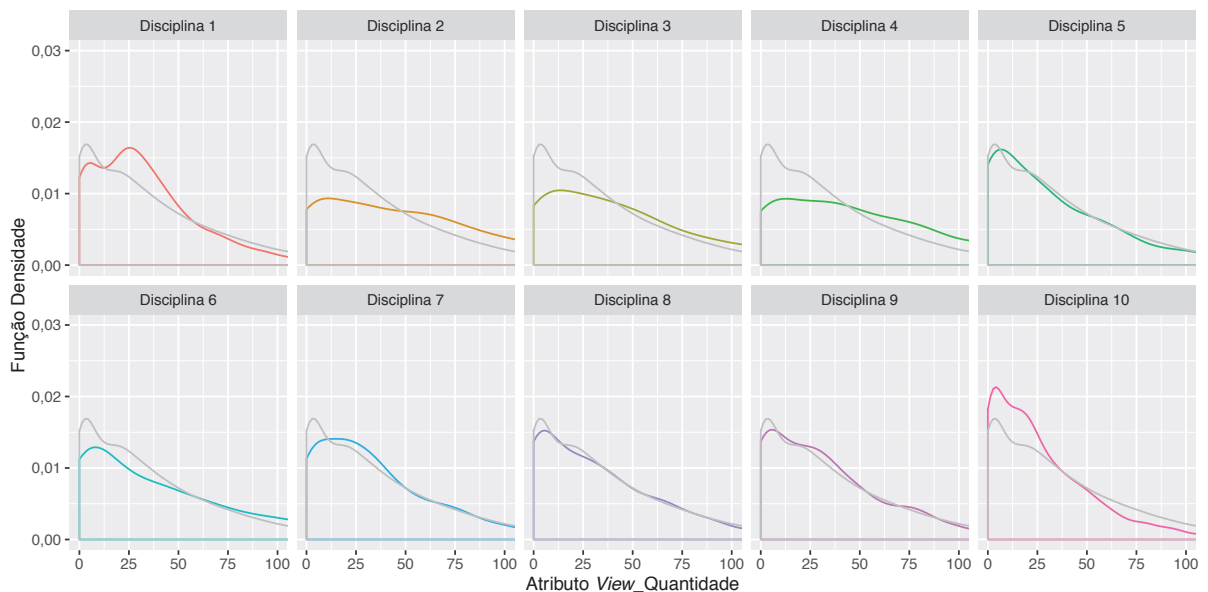 Disciplina 1 Disciplina 2 Disciplina 3 Disciplina 4 Disciplina 5
0,03
0,02
0,01
0,00
Disciplina 6 Disciplina 7 Disciplina 8 Disciplina 9 Disciplina 10
0,03
0,02
0,01
0,00
0 25 50 75 100 0 25 50 75 100 0 25 50 75 100 0 25 50 75 100 0 25 50 75 100
Função Densidade
Atributo View_Quantidade